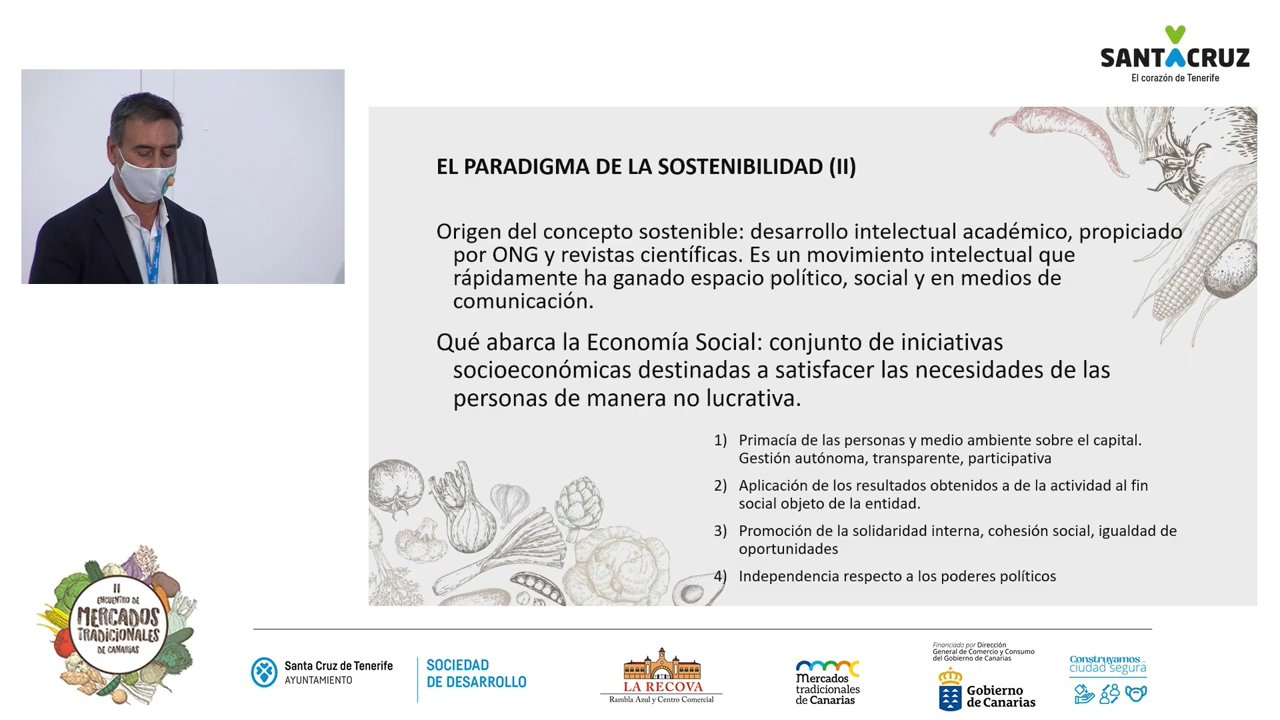 SANTACRUZ
El corazón de Tenerife
EL PARADIGMA DE LA SOSTENIBILIDAD (II)
Origen del concepto sostenible: desarrollo intelectual académico, propiciado
por ONG y revistas científicas. Es un movimiento intelectual que
rápidamente ha ganado espacio político, social y en medios de
comunicación.
Qué abarca la Economía Social: conjunto de iniciativas
socioeconómicas destinadas a satisfacer las necesidades de las
personas de manera no lucrativa.
1) Primacía de las personas y medio ambiente sobre el capital.
Gestión autónoma, transparente, participativa
2) Aplicación de los resultados obtenidos a de la actividad al fin
social objeto de la entidad.
3) Promoción de la solidaridad interna, cohesión social, igualdad de
oportunidades
4) Independencia respecto a los poderes políticos
II
ENCUENTRO DE
MERCADOS
TRADICIONALES
DE CANARIAS
Santa Cruz de Tenerife
AYUNTAMIENTO
SOCIEDAD
DE DESARROLLO
LA RECOVA
Rambla Azul y Centro Comercial
Mercados
tradicionales
de Canarias
Financiado por Dirección
General de Comercio y Consumo
del Gobierno de Canarias
Gobierno
de Canarias
Construyamos...
ciudad segura